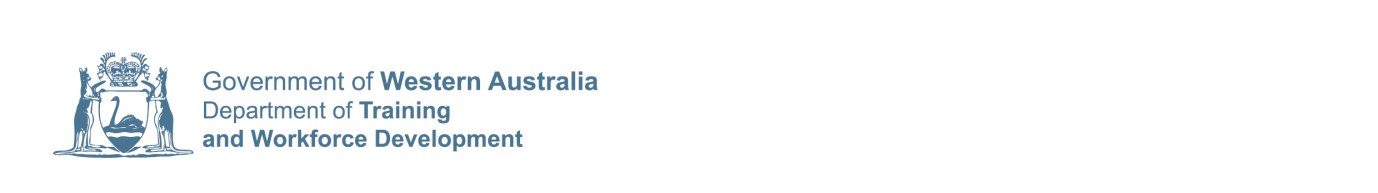 Government of Western Australia
Department of Training
and Workforce Development